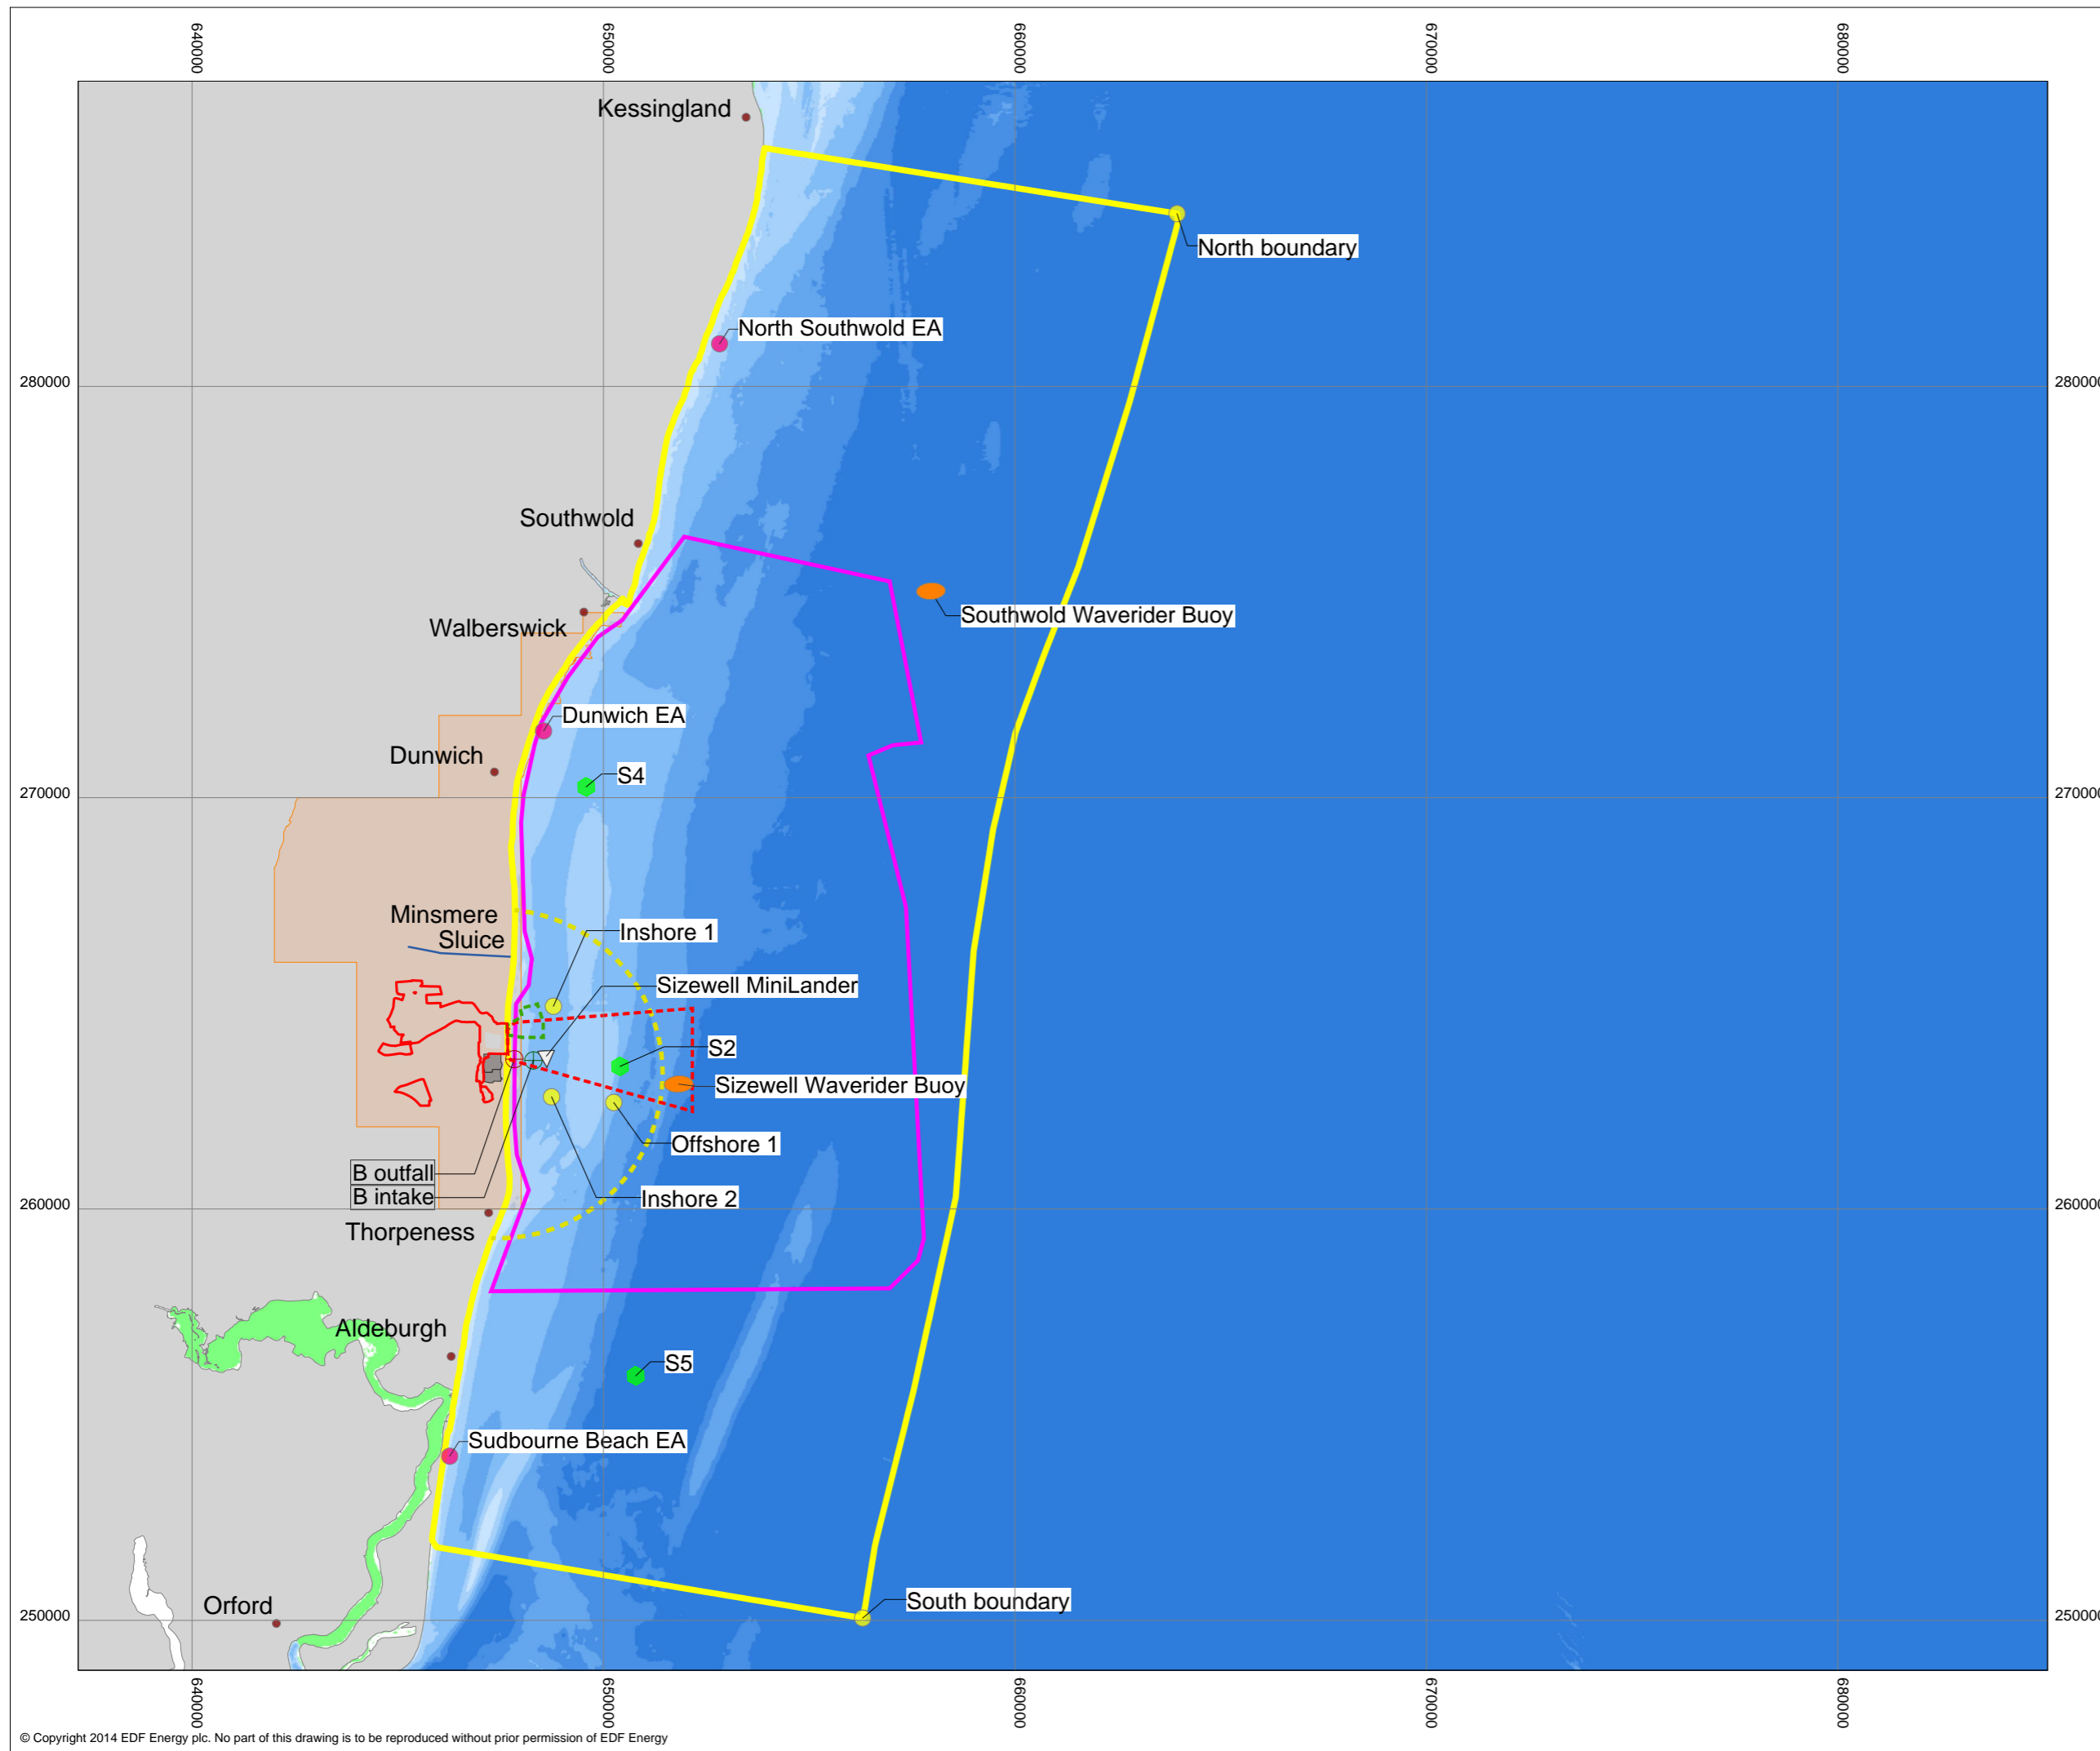 640000
650000
660000
670000
680000
Kessingland
North boundary
North Southwold EA
280000
280000
Southwold
Southwold Waverider Buoy
Walberswick
Dunwich EA
Dunwich
S4
270000
270000
Minsmere
Sluice
Inshore 1
Sizewell MiniLander
S2
Sizewell Waverider Buoy
Offshore 1
B outfall
B intake
Inshore 2
260000
260000
Thorpeness
Aldeburgh
S5
Sudbourne Beach EA
South boundary
Orford
250000
250000
640000
650000
660000
670000
680000
© Copyright 2014 EDF Energy plc. No part of this drawing is to be reproduced without prior permission of EDF Energy